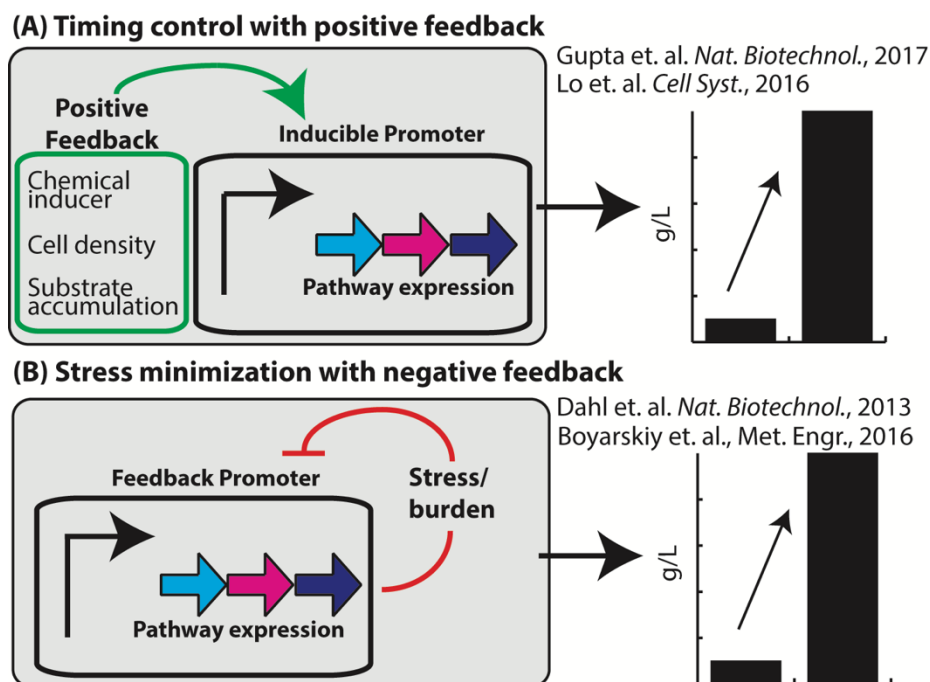 (A) Timing control with positive feedback
Gupta et. al. Nat. Biotechnol., 2017
Lo et. al. Cell Syst., 2016
Positive
Feedback
Inducible Promoter
Chemical
inducer
Cell density
Substrate
accumulation
Pathway expression
g/L
(B) Stress minimization with negative feedback
Dahl et. al. Nat. Biotechnol., 2013
Boyarskiy et. al., Met. Engr., 2016
Feedback Promoter
Stress/
burden
Pathway expression
g/L